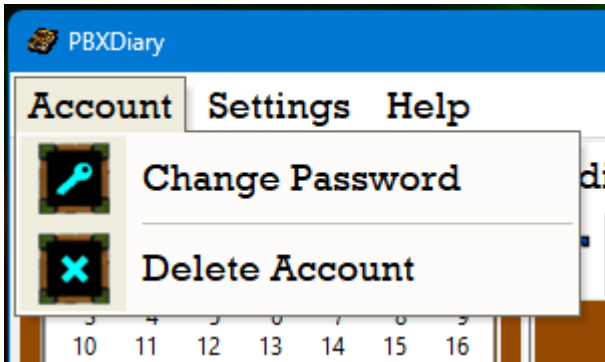 PBXDiary
Account Settings Help
Change Password
Delete Account
10 11 12 13 14 15 16